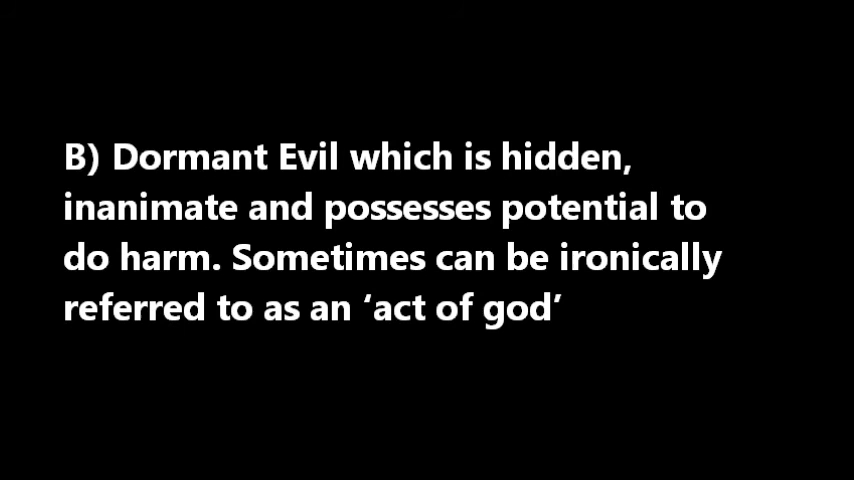 B) Dormant Evil which is hidden,
inanimate and possesses potential to
do harm. Sometimes can be ironically
referred to as an ‘act of god’